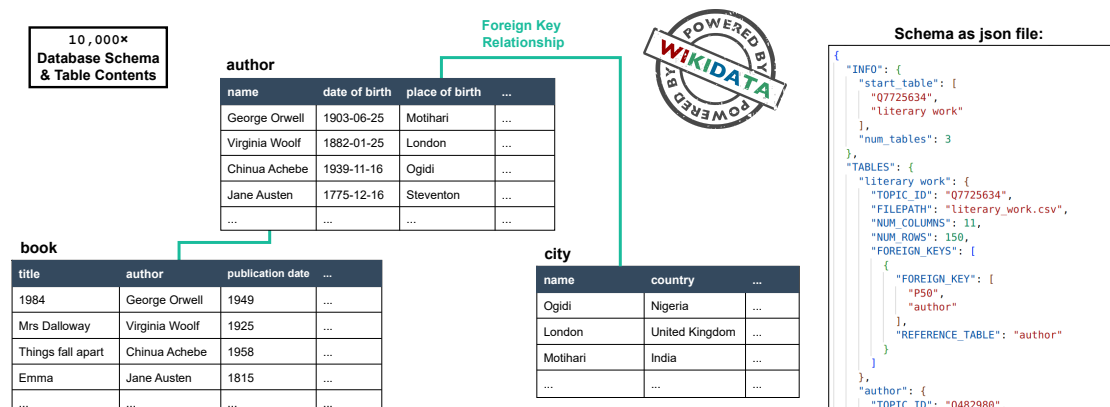 10,000×
Database Schema
& Table Contents
Foreign Key
Relationship
POWERED BY
WIKIDATA
POWERED BY
author
name date of birth place of birth ...
George Orwell 1903-06-25 Motihari ...
Virginia Woolf 1882-01-25 London ...
Chinua Achebe 1939-11-16 Ogidi ...
Jane Austen 1775-12-16 Steventon ...
... ... ... ...
book
title author publication date ...
1984 George Orwell 1949 ...
Mrs Dalloway Virginia Woolf 1925 ...
Things fall apart Chinua Achebe 1958 ...
Emma Jane Austen 1815 ...
... ... ... ...
city
name country ...
Ogidi Nigeria ...
London United Kingdom ...
Motihari India ...
... ... ...
Schema as json file:
{
"INFO": {
"start_table": [
"Q7725634",
"literary work"
],
"num_tables": 3
},
"TABLES": {
"literary work": {
"TOPIC_ID": "Q7725634",
"FILEPATH": "literary_work.csv",
"NUM_COLUMNS": 11,
"NUM_ROWS": 150,
"FOREIGN_KEYS": [
{
"FOREIGN_KEY": [
"P50",
"author"
],
"REFERENCE_TABLE": "author"
}
]
},
"author": {
"TOPIC_ID": "Q482980"